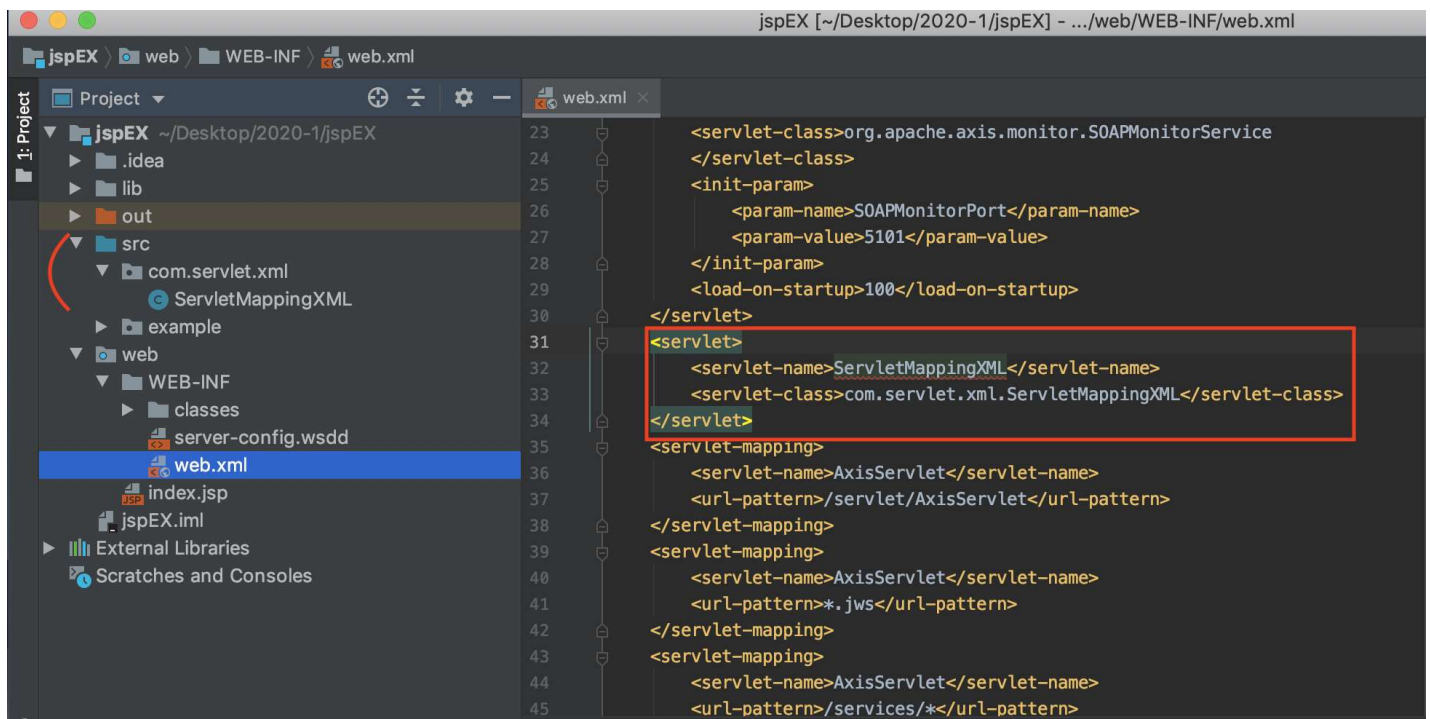 jspEX [~/Desktop/2020-1/jspEX] - .../web/WEB-INF/web.xml
jspEX 〉 web 〉 WEB-INF 〉 web.xml
1: Project
Project
jspEX ~/Desktop/2020-1/jspEX
.idea
lib
out
src
com.servlet.xml
ServletMappingXML
example
web
WEB-INF
classes
server-config.wsdd
web.xml
index.jsp
jspEX.iml
External Libraries
Scratches and Consoles
web.xml
23 <servlet-class>org.apache.axis.monitor.SOAPMonitorService
24 </servlet-class>
25 <init-param>
26 <param-name>SOAPMonitorPort</param-name>
27 <param-value>5101</param-value>
28 </init-param>
29 <load-on-startup>100</load-on-startup>
30 </servlet>
31 <servlet>
32 <servlet-name>ServletMappingXML</servlet-name>
33 <servlet-class>com.servlet.xml.ServletMappingXML</servlet-class>
34 </servlet>
35 <servlet-mapping>
36 <servlet-name>AxisServlet</servlet-name>
37 <url-pattern>/servlet/AxisServlet</url-pattern>
38 </servlet-mapping>
39 <servlet-mapping>
40 <servlet-name>AxisServlet</servlet-name>
41 <url-pattern>*.jws</url-pattern>
42 </servlet-mapping>
43 <servlet-mapping>
44 <servlet-name>AxisServlet</servlet-name>
45 <url-pattern>/services/*</url-pattern>